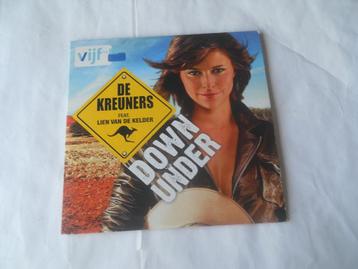 vijf
DE
KREUNERS
FEAT.
LIEN VAN DE KELDER
DOWN
UNDER